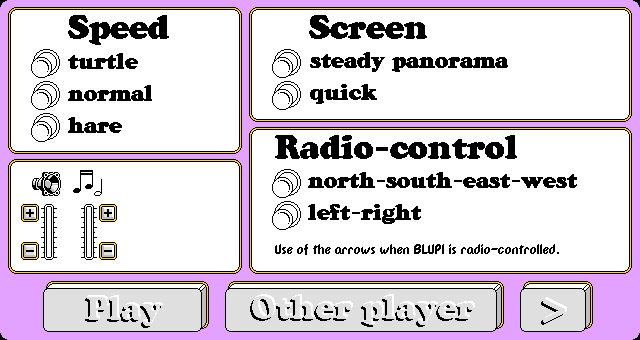 Speed
turtle
normal
hare
Screen
steady panorama
quick
Radio-control
north-south-east-west
left-right
Use of the arrows when BLUPI is radio-controlled.
+ +
- -
Play
Other player
>